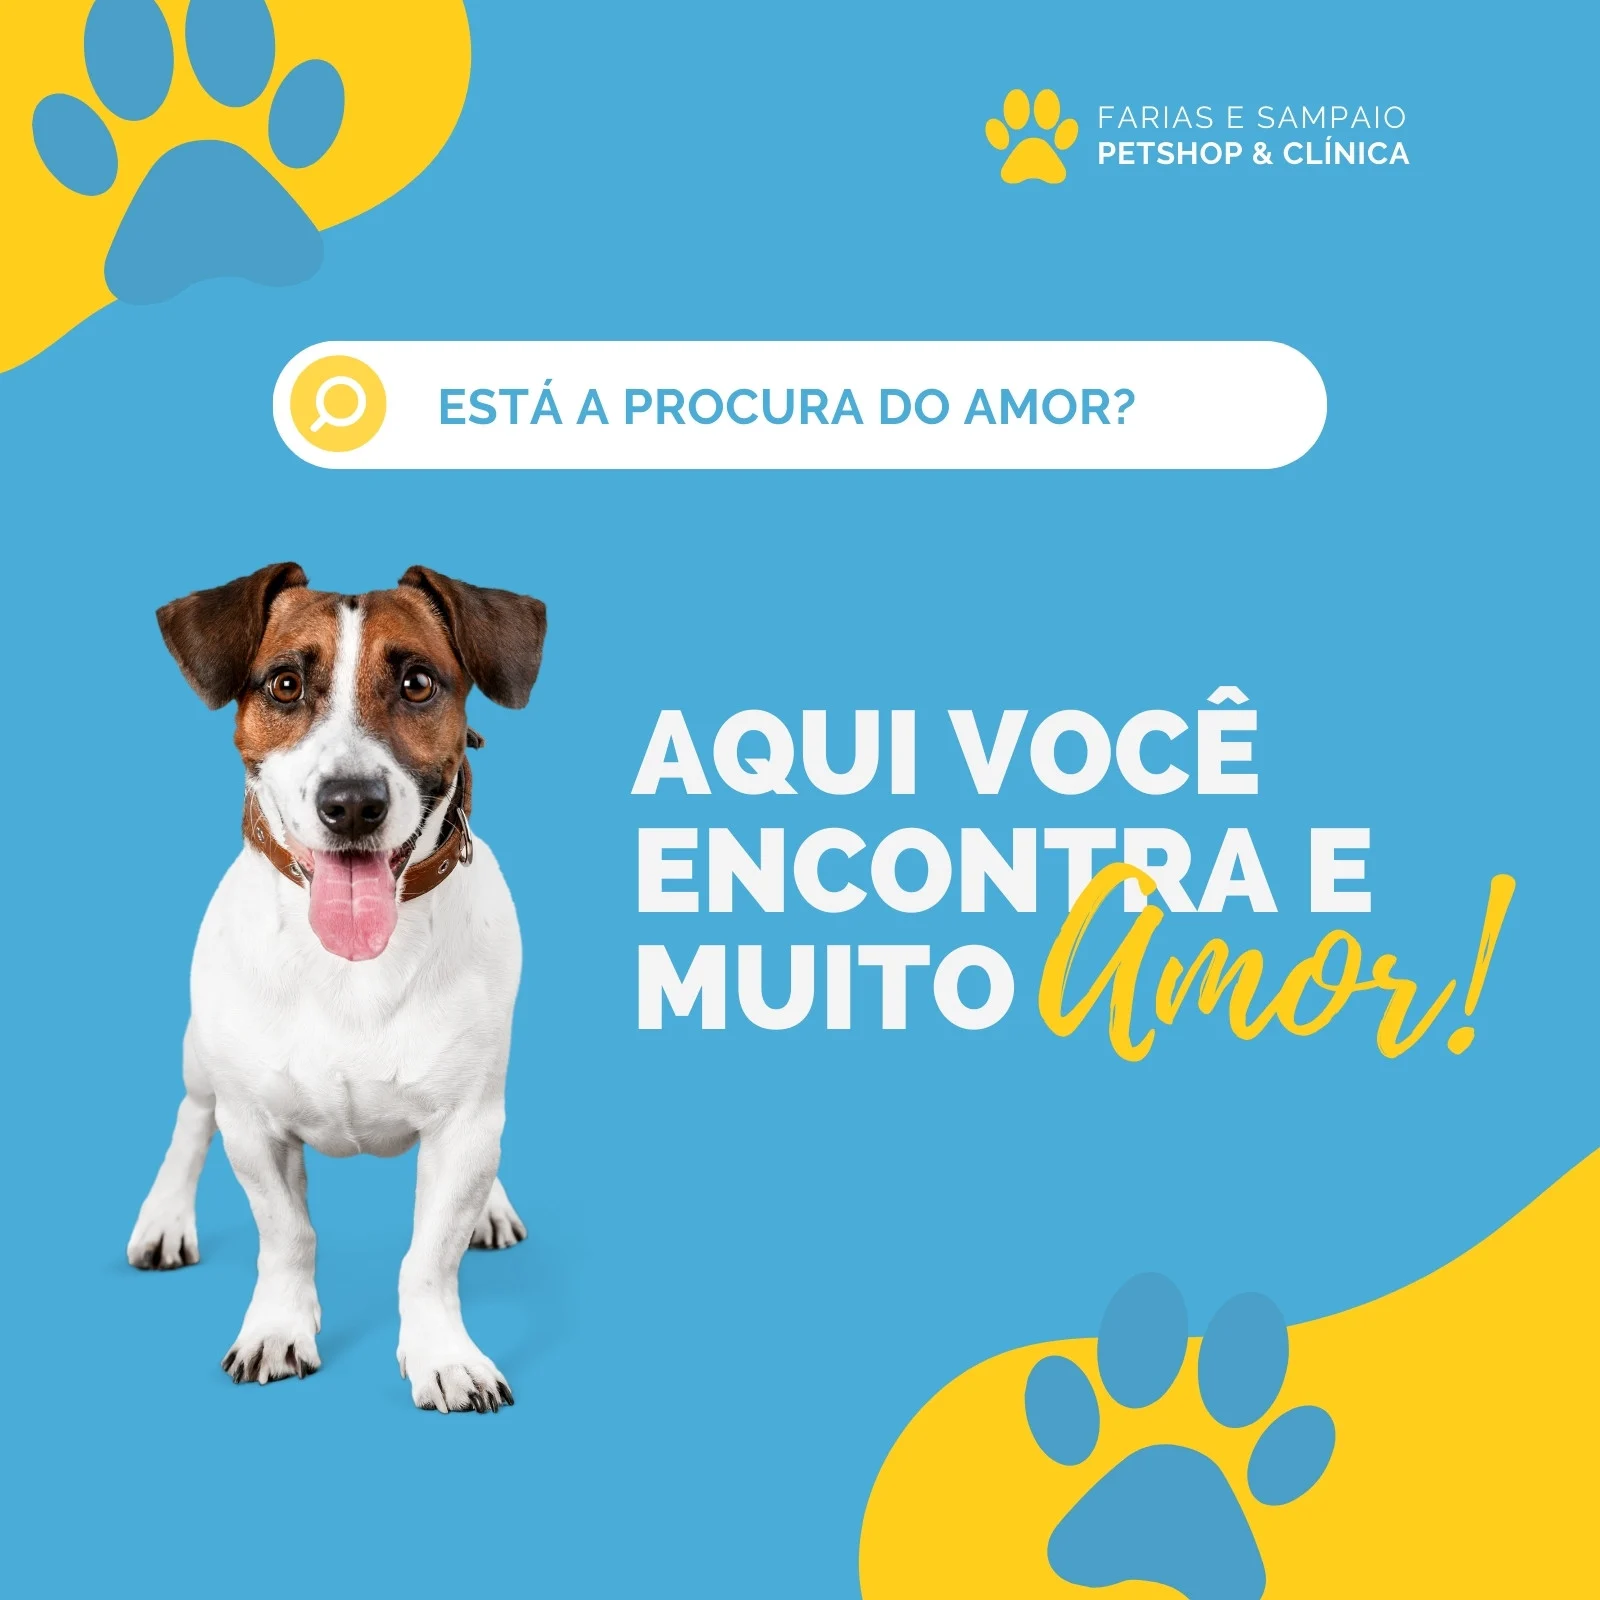 FARIAS E SAMPAIO
PETSHOP & CLÍNICA
ESTÁ A PROCURA DO AMOR?
AQUI VOCÊ
ENCONTRA E
MUITO Amor!